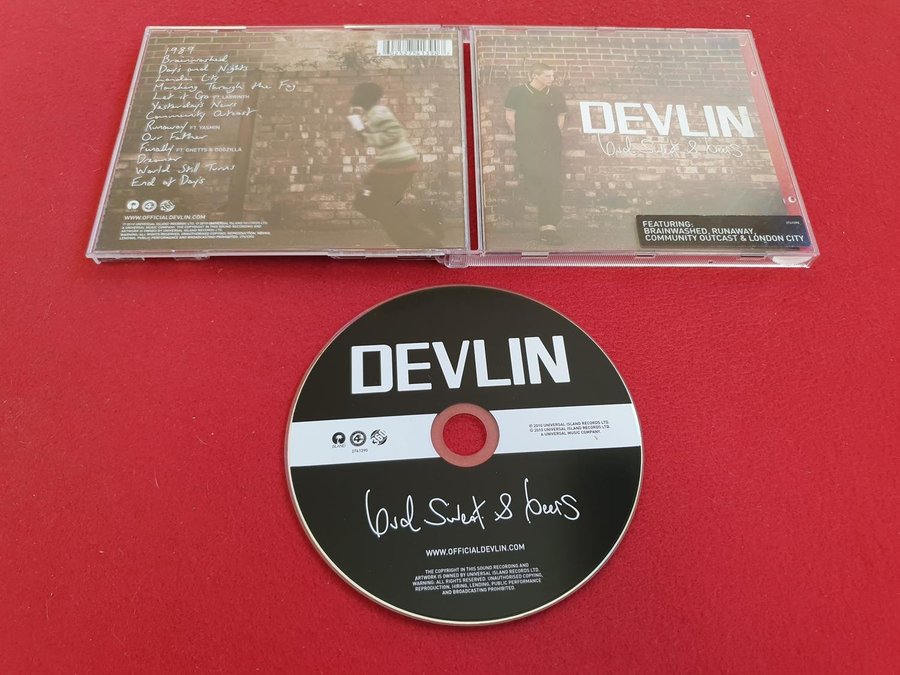 1989
Brainwashed
Days and Nights
London City
Marching Through the Fog
Let it Go FT. LABRINTH
Yesterday's News
Community Outcast
Runaway FT. YASMIN
Our Father
Finally FT. GHETTS & DOGZILLA
Dreamer
World Still Turns
End of Days
WWW.OFFICIALDEVLIN.COM
DEVLIN
bud Sweat & beers
FEATURING:
BRAINWASHED, RUNAWAY,
COMMUNITY OUTCAST & LONDON CITY
DEVLIN
ISLAND
2741390
℗ 2010 UNIVERSAL ISLAND RECORDS LTD.
© 2010 UNIVERSAL ISLAND RECORDS LTD.
A UNIVERSAL MUSIC COMPANY.
bud Sweat & beers
WWW.OFFICIALDEVLIN.COM
THE COPYRIGHT IN THIS SOUND RECORDING AND
ARTWORK IS OWNED BY UNIVERSAL ISLAND RECORDS LTD.
WARNING: ALL RIGHTS RESERVED. UNAUTHORISED COPYING,
REPRODUCTION, HIRING, LENDING, PUBLIC PERFORMANCE
AND BROADCASTING PROHIBITED.